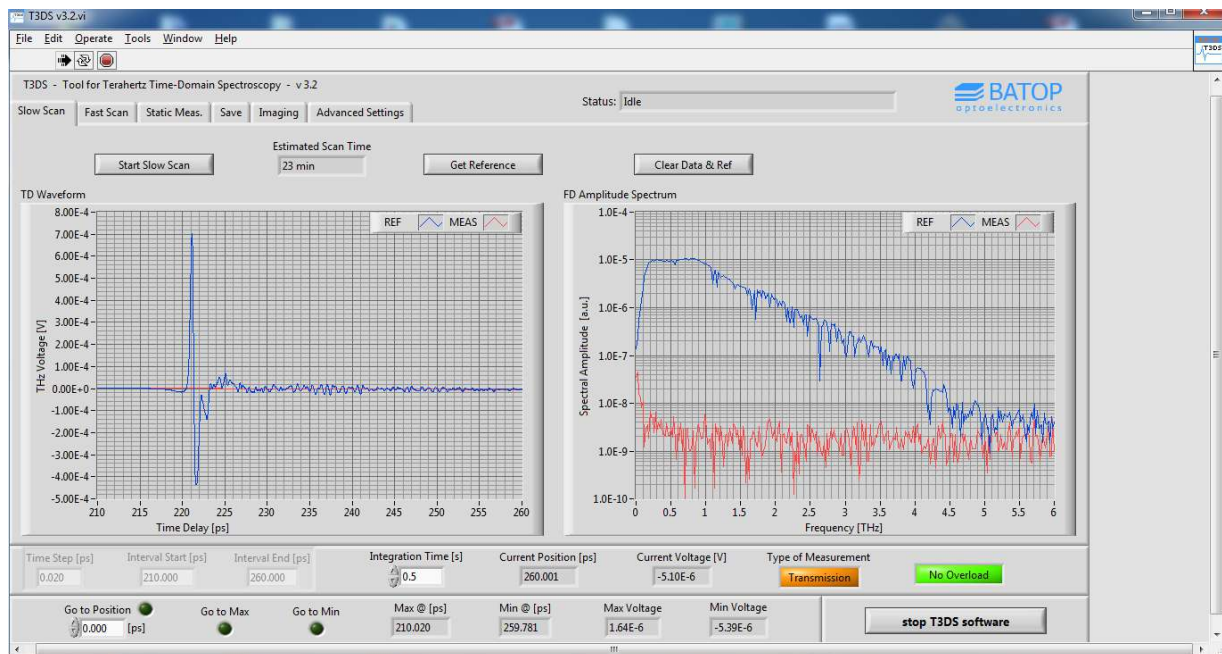 T3DS v3.2.vi
File Edit Operate Tools Window Help
T3DS
T3DS - Tool for Terahertz Time-Domain Spectroscopy - v 3.2
Status: Idle
BATOP
optoelectronics
Slow Scan Fast Scan Static Meas. Save Imaging Advanced Settings
Estimated Scan Time
Start Slow Scan 23 min Get Reference Clear Data & Ref
TD Waveform
REF MEAS
8.00E-4
7.00E-4
6.00E-4
5.00E-4
4.00E-4
3.00E-4
2.00E-4
1.00E-4
0.00E+0
-1.00E-4
-2.00E-4
-3.00E-4
-4.00E-4
-5.00E-4
THz Voltage [V]
210 215 220 225 230 235 240 245 250 255 260
Time Delay [ps]
FD Amplitude Spectrum
REF MEAS
1.0E-4
1.0E-5
1.0E-6
1.0E-7
1.0E-8
1.0E-9
1.0E-10
Spectral Amplitude [a.u.]
0 0.5 1 1.5 2 2.5 3 3.5 4 4.5 5 5.5 6
Frequency [THz]
Time Step [ps] Interval Start [ps] Interval End [ps] Integration Time [s] Current Position [ps] Current Voltage [V] Type of Measurement
0.020 210.000 260.000 0.5 260.001 -5.10E-6 Transmission No Overload
Go to Position Go to Max Go to Min Max @ [ps] Min @ [ps] Max Voltage Min Voltage
0.000 [ps] 210.020 259.781 1.64E-6 -5.39E-6 stop T3DS software